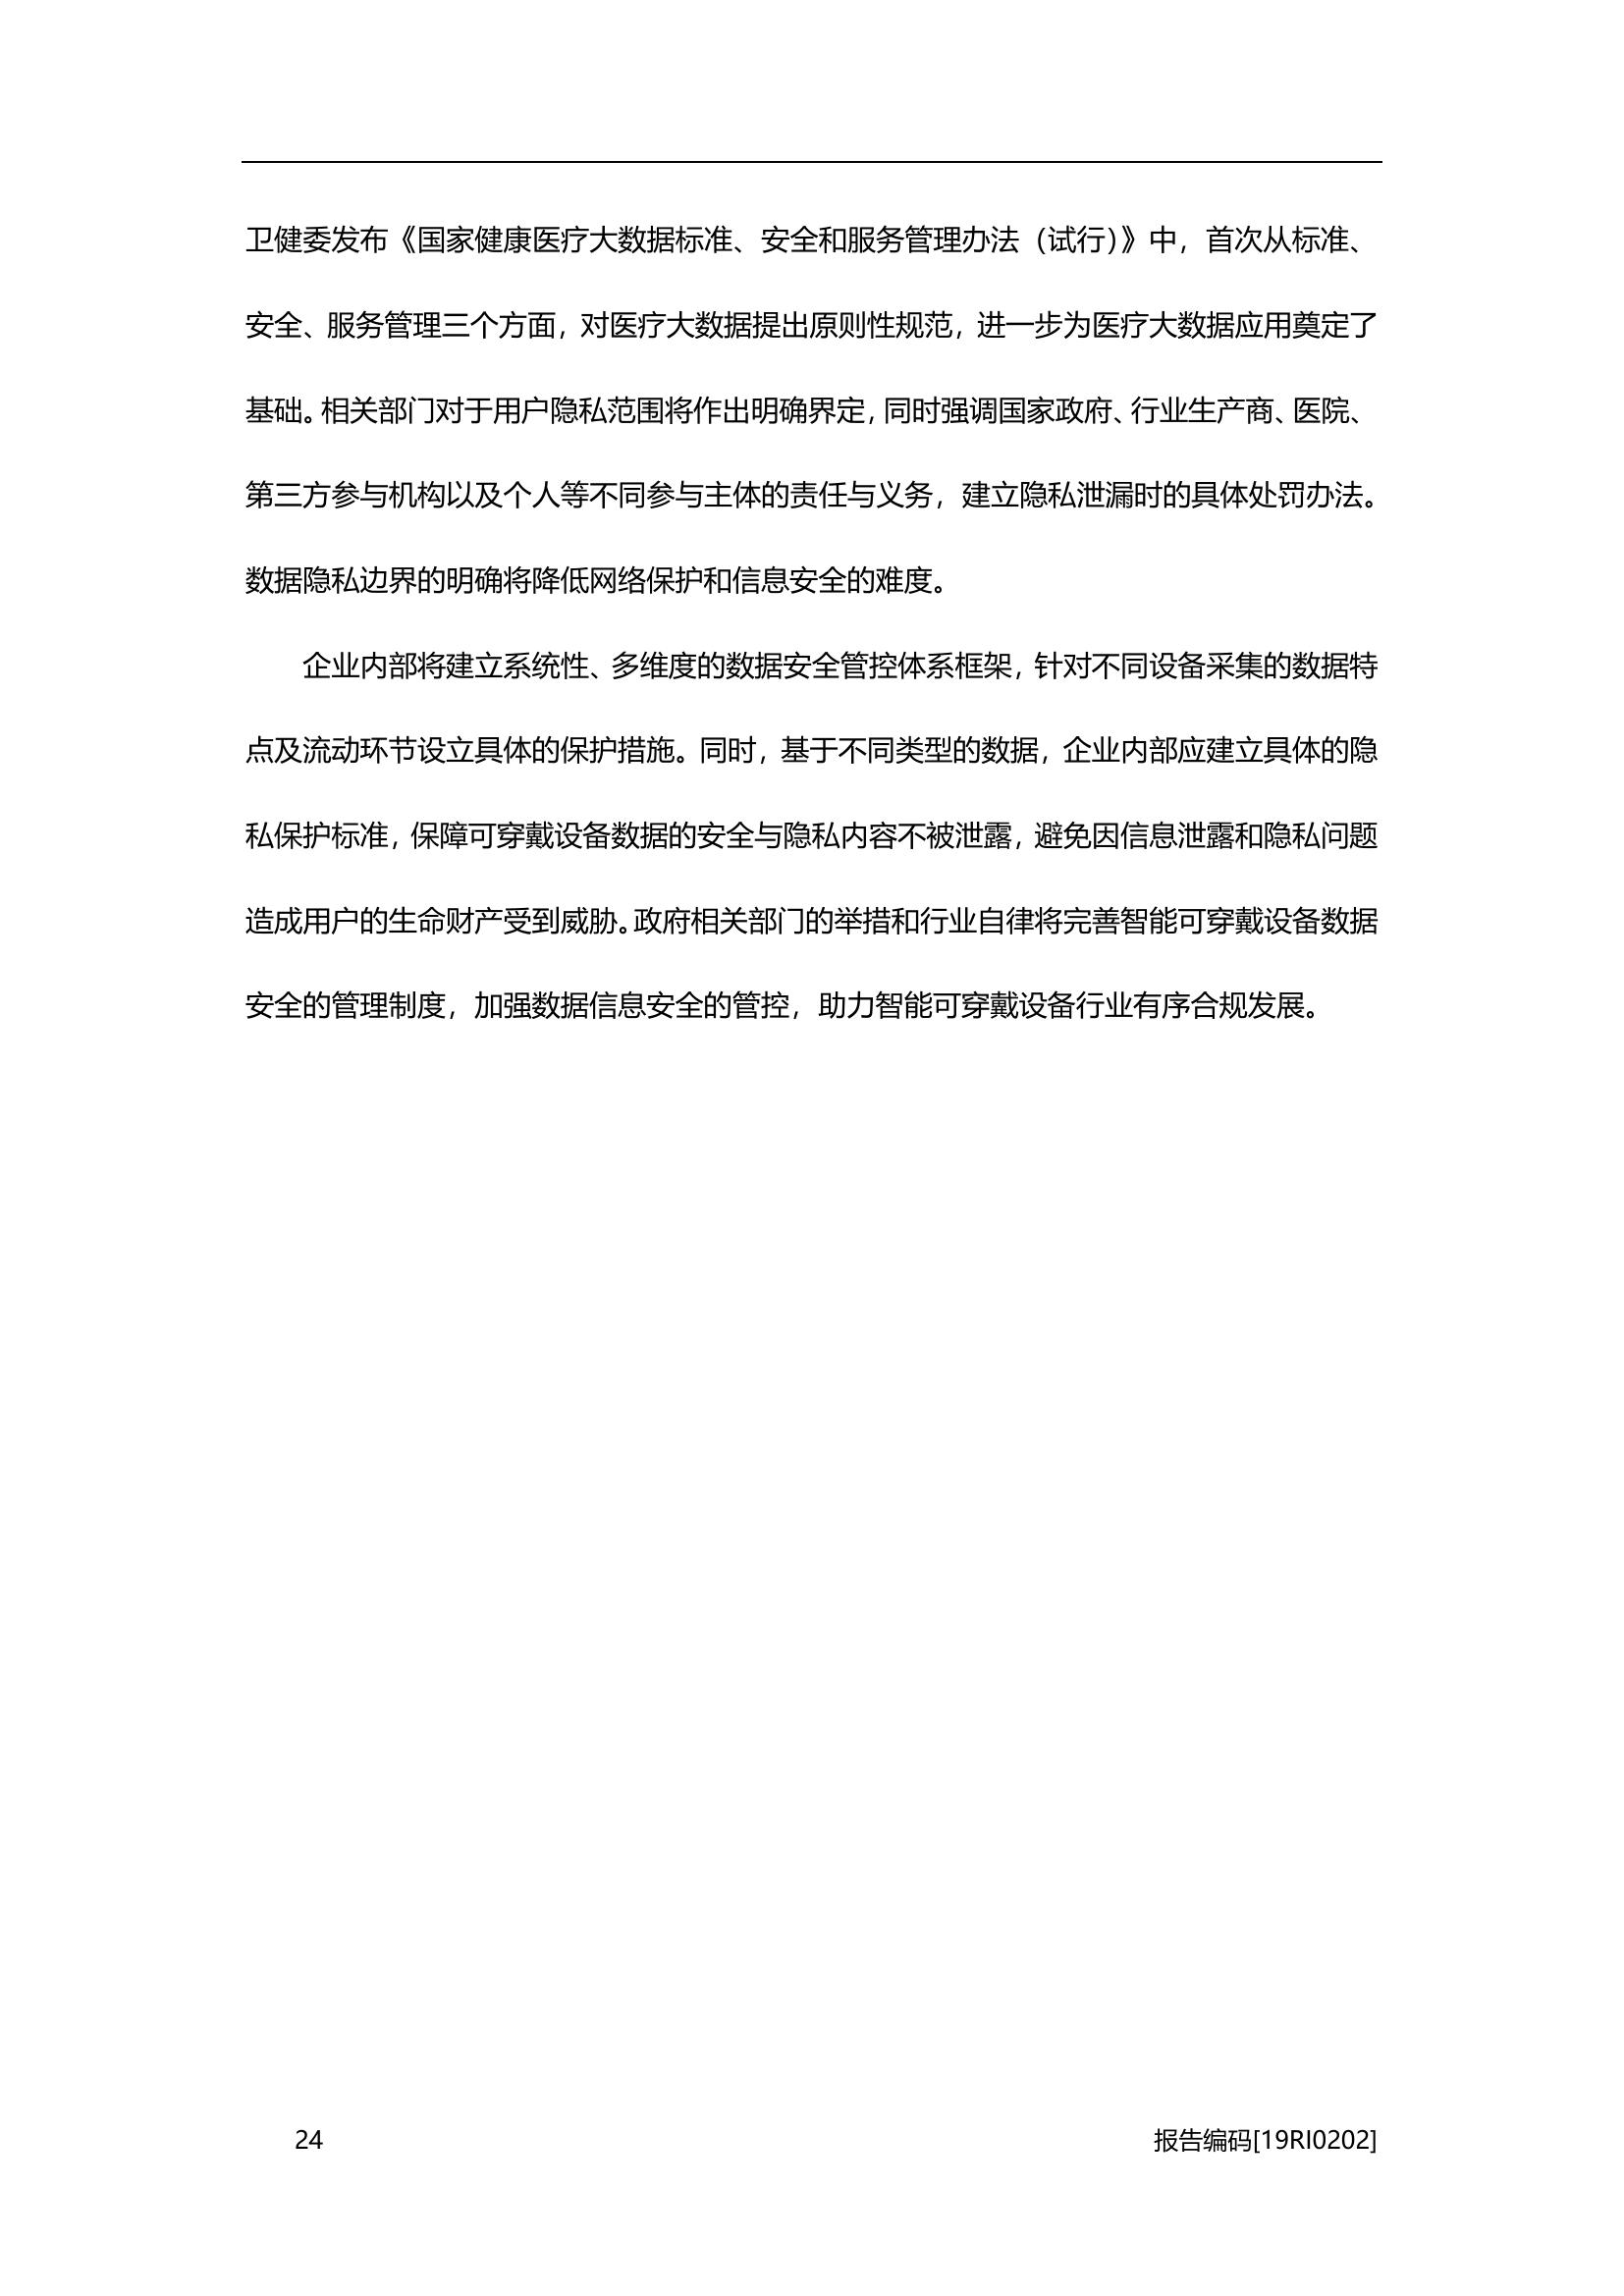 卫健委发布《国家健康医疗大数据标准、安全和服务管理办法（试行）》中，首次从标准、
安全、服务管理三个方面，对医疗大数据提出原则性规范，进一步为医疗大数据应用奠定了
基础。相关部门对于用户隐私范围将作出明确界定，同时强调国家政府、行业生产商、医院、
第三方参与机构以及个人等不同参与主体的责任与义务，建立隐私泄漏时的具体处罚办法。
数据隐私边界的明确将降低网络保护和信息安全的难度。
企业内部将建立系统性、多维度的数据安全管控体系框架，针对不同设备采集的数据特
点及流动环节设立具体的保护措施。同时，基于不同类型的数据，企业内部应建立具体的隐
私保护标准，保障可穿戴设备数据的安全与隐私内容不被泄露，避免因信息泄露和隐私问题
造成用户的生命财产受到威胁。政府相关部门的举措和行业自律将完善智能可穿戴设备数据
安全的管理制度，加强数据信息安全的管控，助力智能可穿戴设备行业有序合规发展。
24 报告编码[19RI0202]